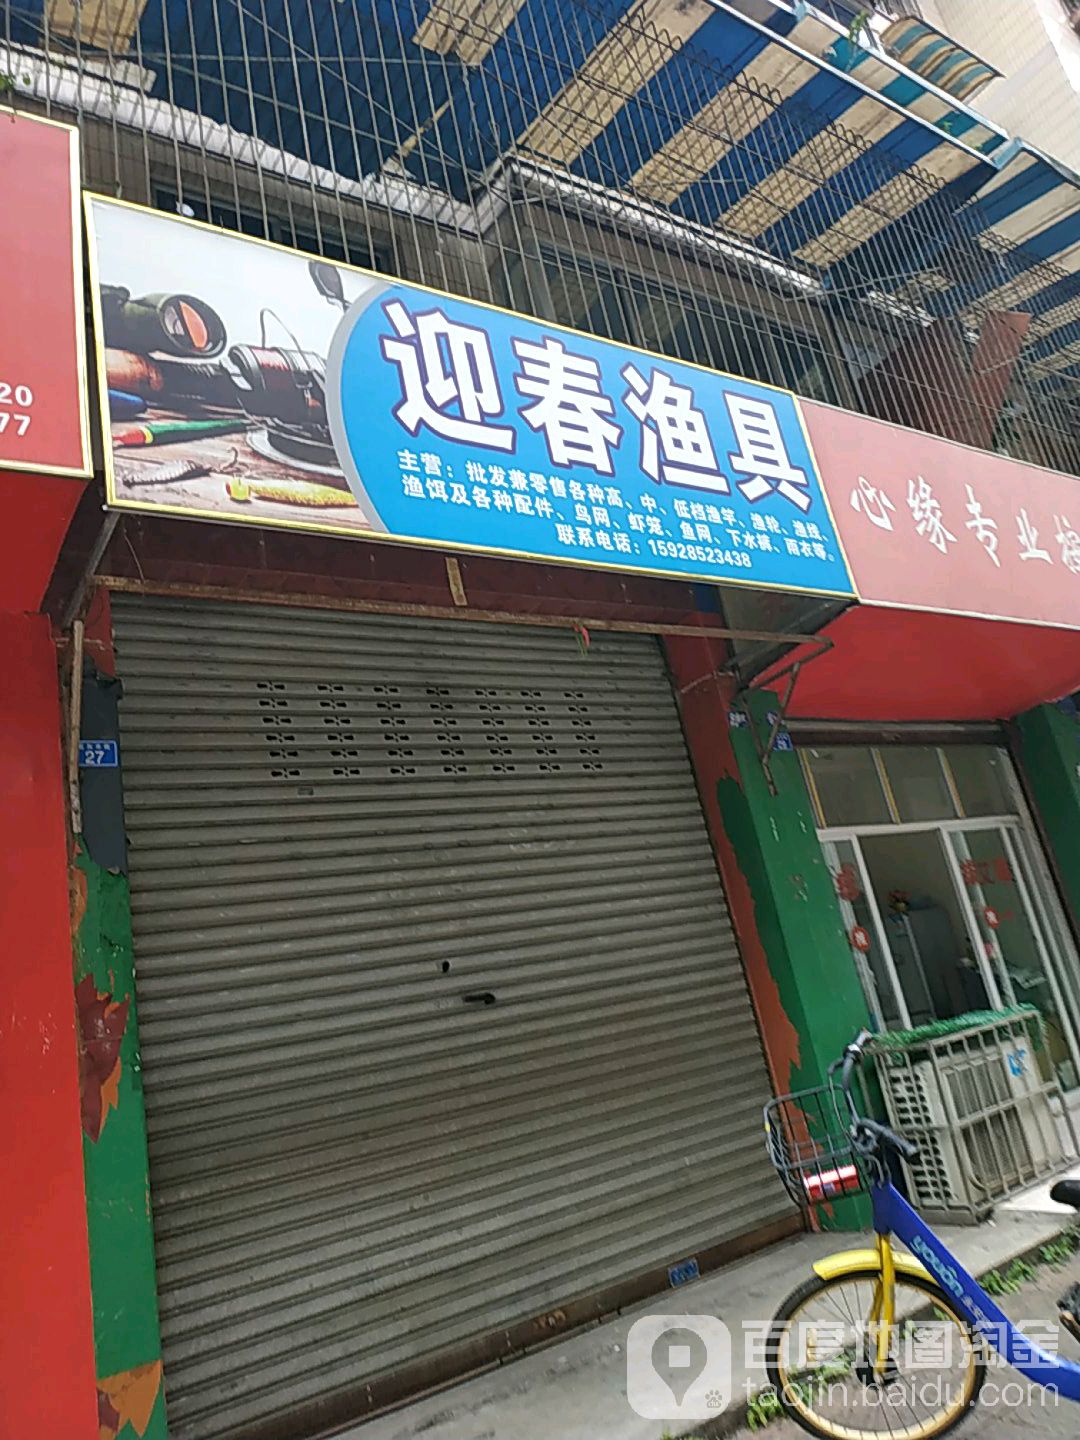 20
77
迎春渔具
主营：批发兼零售各种高、中、低档渔竿、渔轮、渔线、
渔饵及各种配件、鸟网、虾笼、鱼网、下水裤、雨衣等。
联系电话：15928523438
心缘专业
27
youon
百度地图淘金
taojin.baidu.com